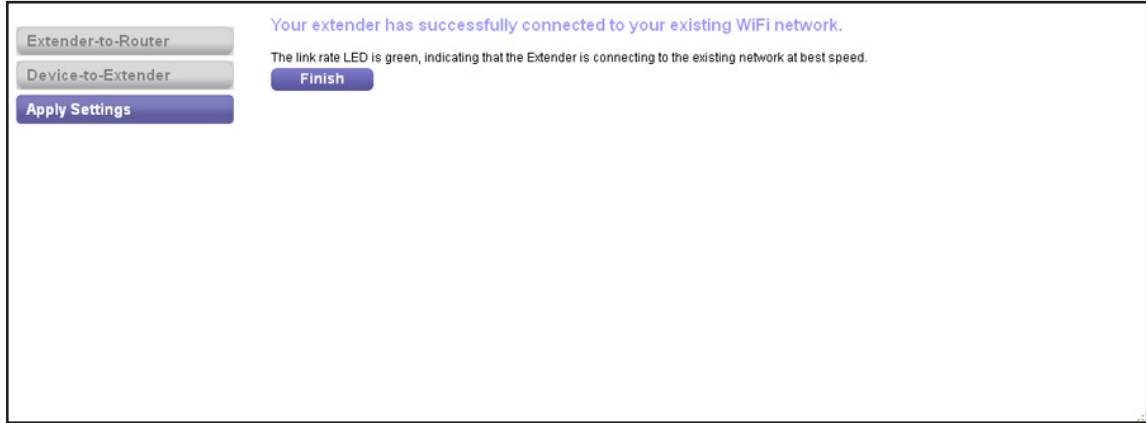 Extender-to-Router
Device-to-Extender
Apply Settings
Your extender has successfully connected to your existing WiFi network.
The link rate LED is green, indicating that the Extender is connecting to the existing network at best speed.
Finish